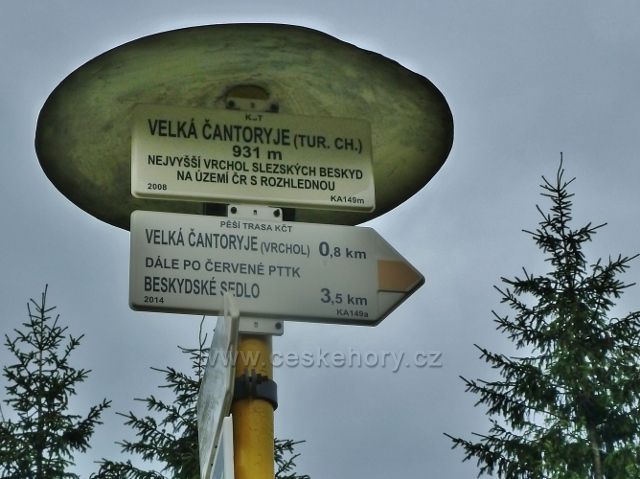 KČT
VELKÁ ČANTORYJE (TUR. CH.)
931 m
NEJVYŠŠÍ VRCHOL SLEZSKÝCH BESKYD
NA ÚZEMÍ ČR S ROZHLEDNOU
2008 KA149m
PĚŠÍ TRASA KČT
VELKÁ ČANTORYJE (VRCHOL) 0,8 km
DÁLE PO ČERVENÉ PTTK
BESKYDSKÉ SEDLO 3,5 km
2014 KA149a
www.ceskehory.cz